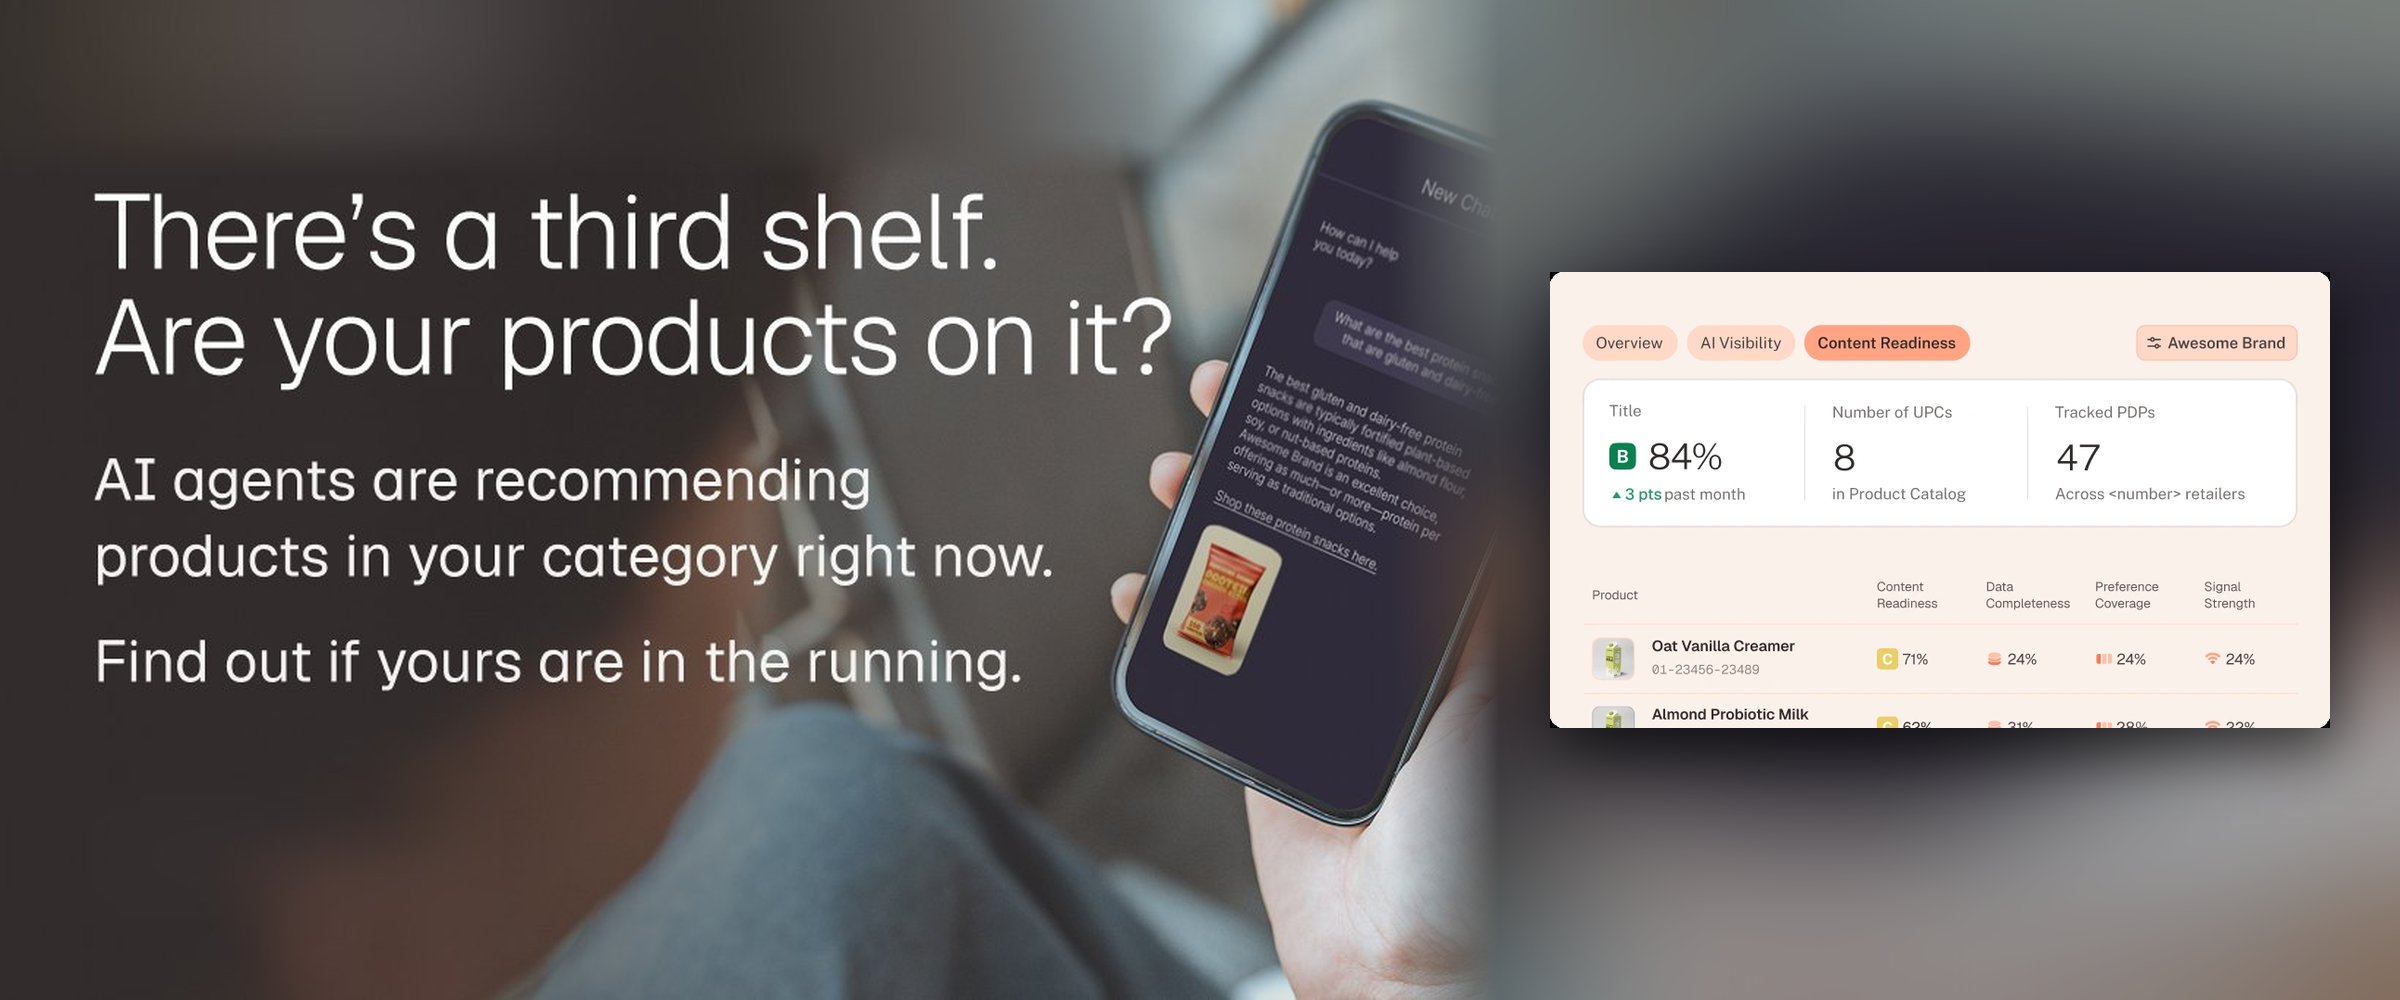 There's a third shelf.
Are your products on it?
AI agents are recommending
products in your category right now.
Find out if yours are in the running.
New Cha
How can I help
you today?
What are the best protein
that are gluten and dairy-
The best gluten and dairy-free protein
snacks are typically fortified plant-based
options with ingredients like almond flour,
soy, or nut-based proteins.
Awesome Brand is an excellent choice,
offering as much—or more—protein per
serving as traditional options.
Shop these protein snacks here.
Overview
AI Visibility
Content Readiness
Awesome Brand
Title
B 84%
3 pts past month
Number of UPCs
8
in Product Catalog
Tracked PDPs
47
Across <number> retailers
Product
Content
Readiness
Data
Completeness
Preference
Coverage
Signal
Strength
Oat Vanilla Creamer
01-23456-23489
C 71%
24%
24%
24%
Almond Probiotic Milk
C 62%
31%
28%
22%